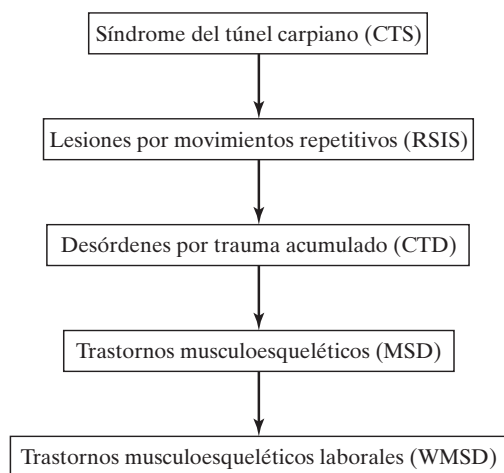 Síndrome del túnel carpiano (CTS)
Lesiones por movimientos repetitivos (RSIS)
Desórdenes por trauma acumulado (CTD)
Trastornos musculoesqueléticos (MSD)
Trastornos musculoesqueléticos laborales (WMSD)